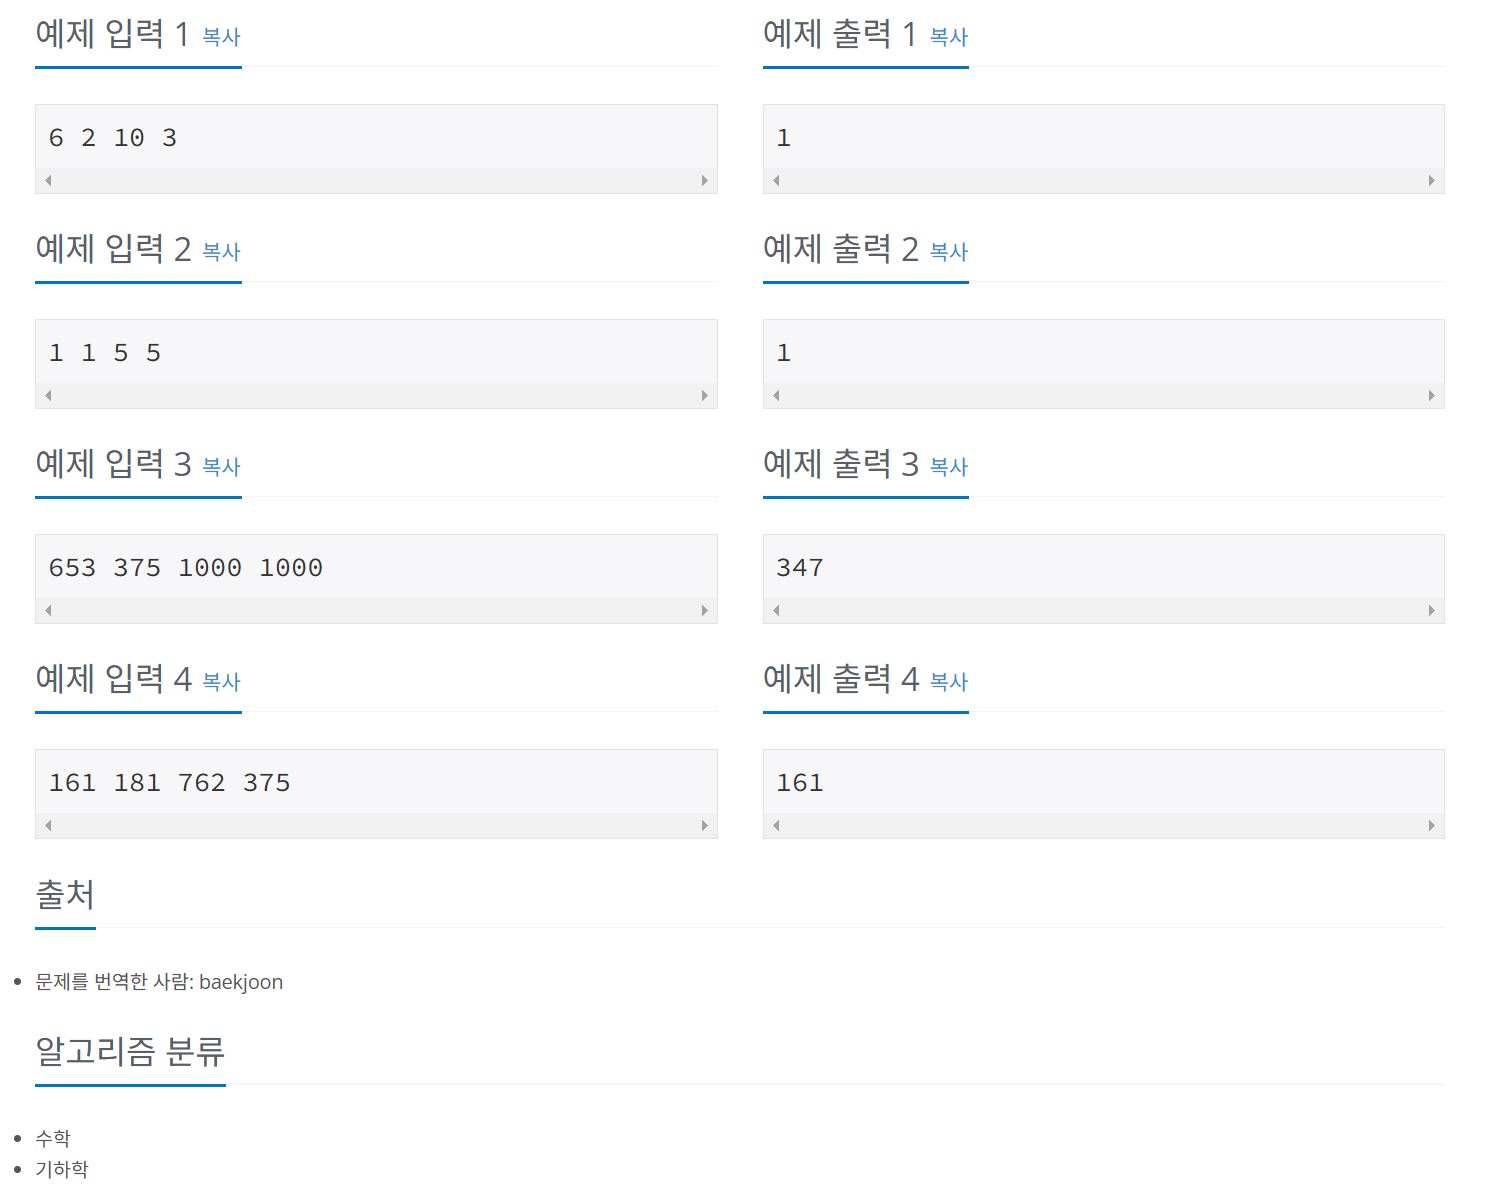 예제 입력 1 복사
예제 출력 1 복사
6 2 10 3
1
예제 입력 2 복사
예제 출력 2 복사
1 1 5 5
1
예제 입력 3 복사
예제 출력 3 복사
653 375 1000 1000
347
예제 입력 4 복사
예제 출력 4 복사
161 181 762 375
161
출처
문제를 번역한 사람: baekjoon
알고리즘 분류
수학
기하학